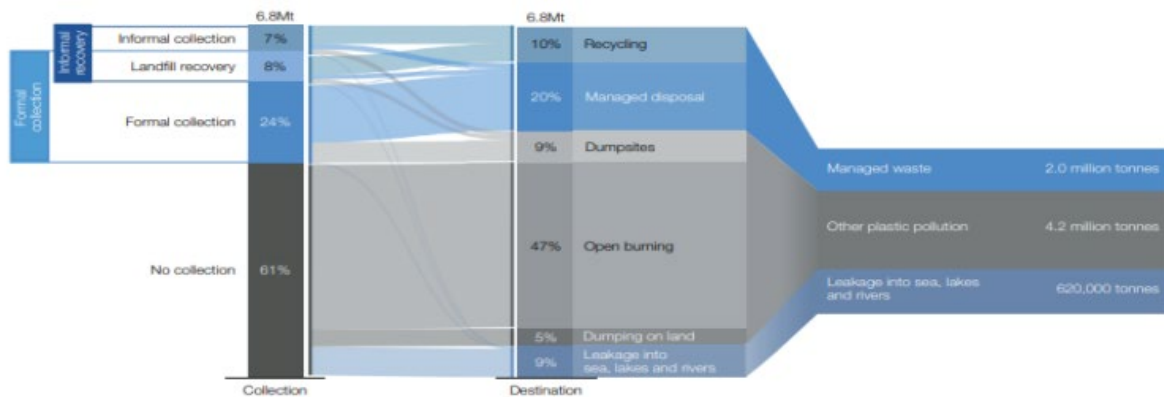 6.8Mt
6.8Mt
Informal recovery
Formal
collection
Informal collection
7%
Landfill recovery
8%
Formal collection
24%
No collection
61%
10%
Recycling
20%
Managed disposal
9%
Dumpsites
47%
Open burning
5%
Dumping on land
9%
Leakage into
sea, lakes and rivers
Managed waste
2.0 million tonnes
Other plastic pollution
4.2 million tonnes
Leakage into sea, lakes
and rivers
620,000 tonnes
Collection
Destination